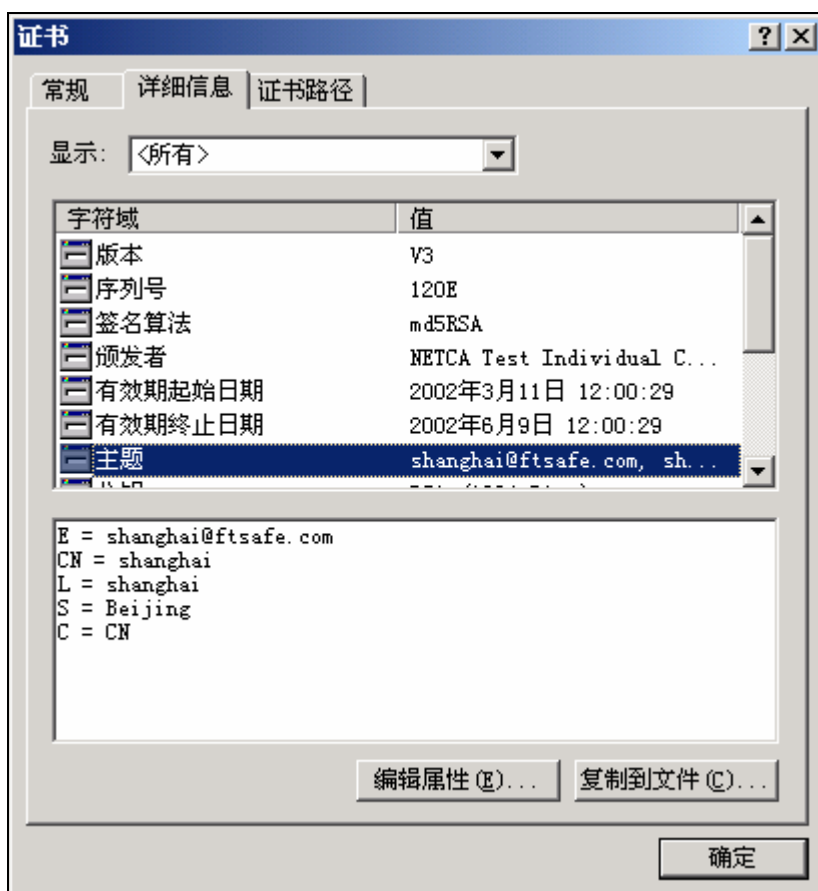 证书
常规 详细信息 证书路径
显示: <所有>
字符域 值
版本 V3
序列号 120E
签名算法 md5RSA
颁发者 NETCA Test Individual C...
有效期起始日期 2002年3月11日 12:00:29
有效期终止日期 2002年6月9日 12:00:29
主题 shanghai@ftsafe.com, sh...
E = shanghai@ftsafe.com
CN = shanghai
L = shanghai
S = Beijing
C = CN
编辑属性(E)... 复制到文件(C)...
确定